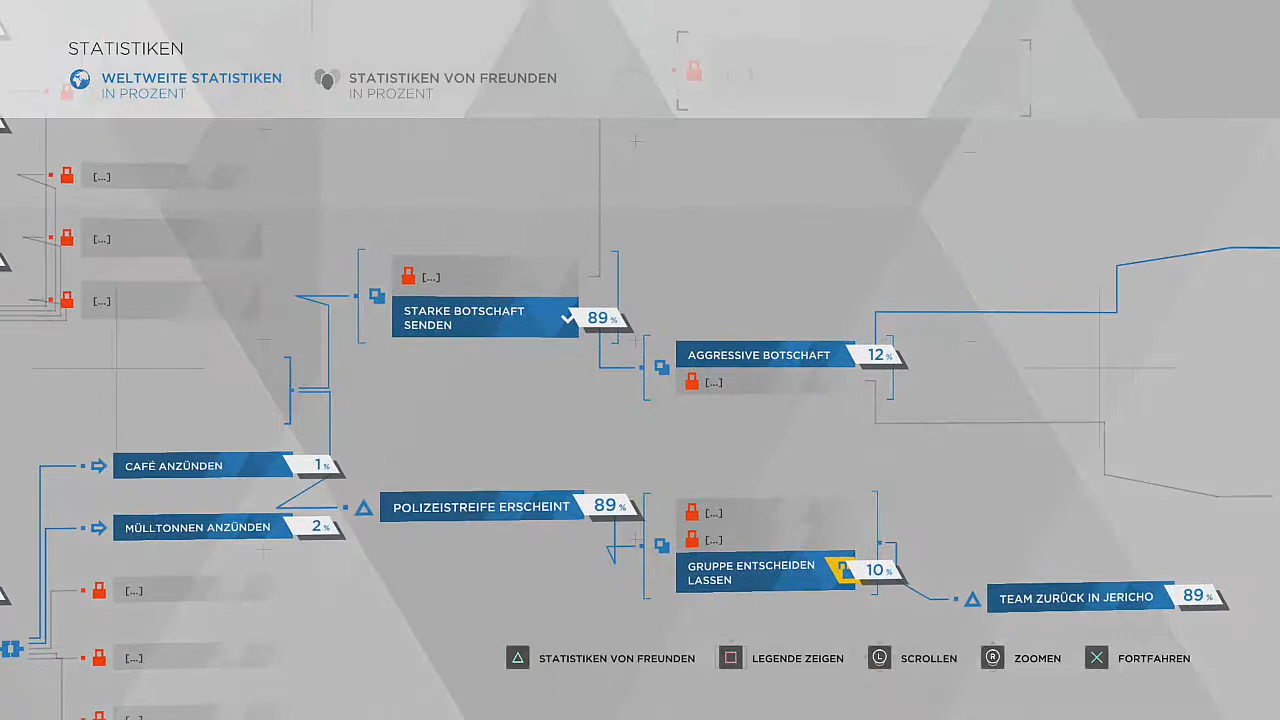 STATISTIKEN
WELTWEITE STATISTIKEN
IN PROZENT
STATISTIKEN VON FREUNDEN
IN PROZENT
[...]
[...]
[...]
[...]
STARKE BOTSCHAFT
SENDEN
89%
AGGRESSIVE BOTSCHAFT
12%
[...]
CAFÉ ANZÜNDEN
1%
MÜLLTONNEN ANZÜNDEN
2%
POLIZEISTREIFE ERSCHEINT
89%
[...]
[...]
GRUPPE ENTSCHEIDEN
LASSEN
10%
TEAM ZURÜCK IN JERICHO
89%
[...]
[...]
[...]
STATISTIKEN VON FREUNDEN
LEGENDE ZEIGEN
L
SCROLLEN
R
ZOOMEN
FORTFAHREN